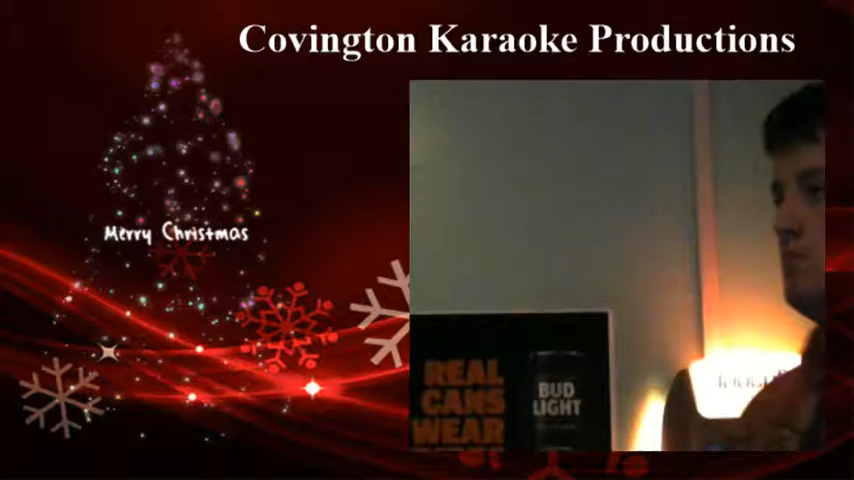 Covington Karaoke Productions
Merry Christmas
REAL
CANS
WEAR
BUD
LIGHT